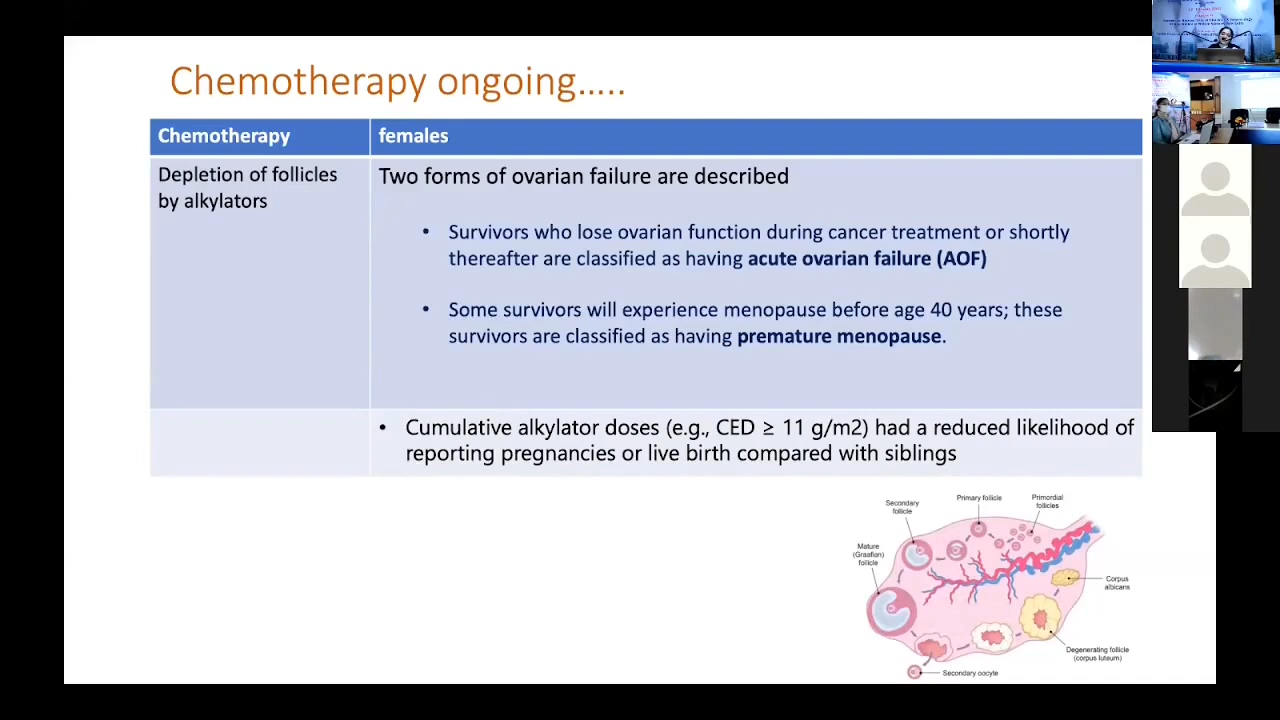 Chemotherapy ongoing…..
Chemotherapy
females
Depletion of follicles
by alkylators
Two forms of ovarian failure are described
• Survivors who lose ovarian function during cancer treatment or shortly
thereafter are classified as having acute ovarian failure (AOF)
• Some survivors will experience menopause before age 40 years; these
survivors are classified as having premature menopause.
• Cumulative alkylator doses (e.g., CED ≥ 11 g/m2) had a reduced likelihood of
reporting pregnancies or live birth compared with siblings
Secondary
follicle
Primary follicle
Primordial
follicles
Mature
(Graafian)
follicle
Corpus
albicans
Degenerating follicle
(corpus luteum)
Secondary oocyte